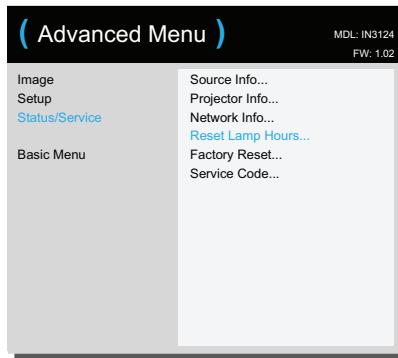 ( Advanced Menu )
MDL: IN3124
FW: 1.02
Image
Setup
Status/Service
Basic Menu
Source Info...
Projector Info...
Network Info...
Reset Lamp Hours...
Factory Reset...
Service Code...